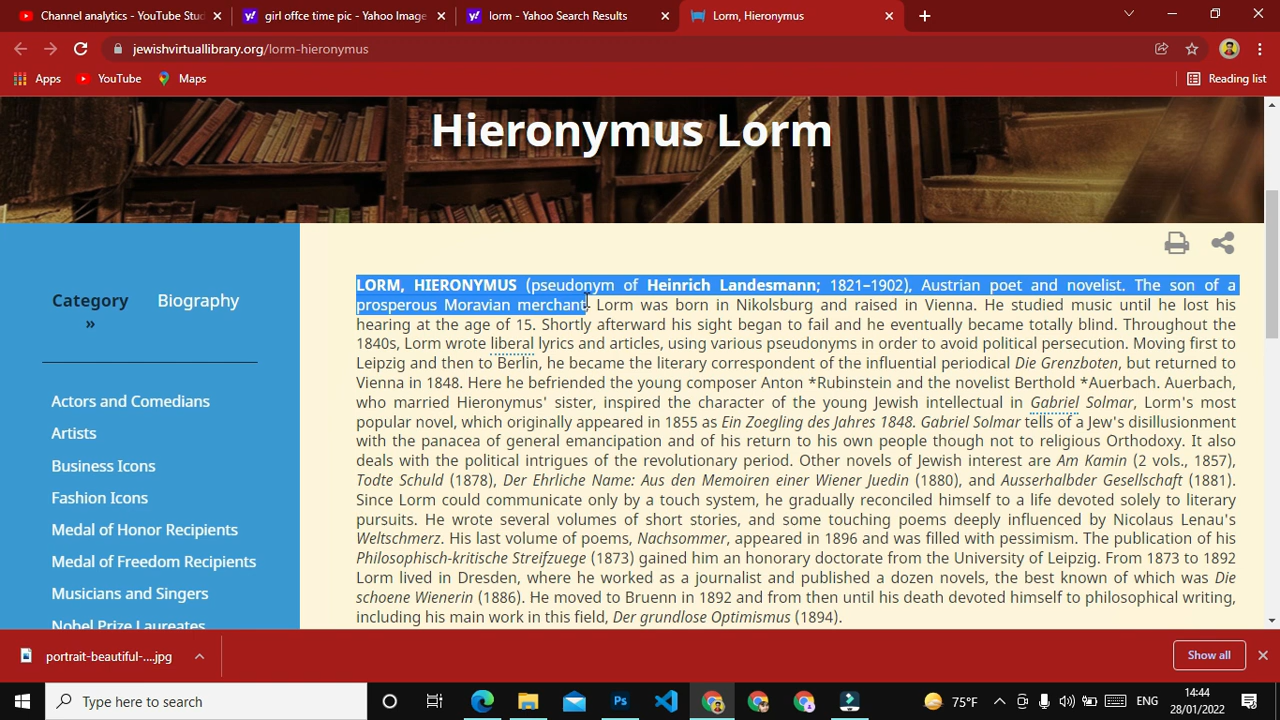 Channel analytics - YouTube Stud
girl offce time pic - Yahoo Image
lorm - Yahoo Search Results
Lorm, Hieronymus
jewishvirtuallibrary.org/lorm-hieronymus
Apps
YouTube
Maps
Reading list
Hieronymus Lorm
Category
»
Biography
Actors and Comedians
Artists
Business Icons
Fashion Icons
Medal of Honor Recipients
Medal of Freedom Recipients
Musicians and Singers
Nobel Prize Laureates
LORM, HIERONYMUS (pseudonym of Heinrich Landesmann; 1821–1902), Austrian poet and novelist. The son of a
prosperous Moravian merchant. Lorm was born in Nikolsburg and raised in Vienna. He studied music until he lost his
hearing at the age of 15. Shortly afterward his sight began to fail and he eventually became totally blind. Throughout the
1840s, Lorm wrote liberal lyrics and articles, using various pseudonyms in order to avoid political persecution. Moving first to
Leipzig and then to Berlin, he became the literary correspondent of the influential periodical Die Grenzboten, but returned to
Vienna in 1848. Here he befriended the young composer Anton *Rubinstein and the novelist Berthold *Auerbach. Auerbach,
who married Hieronymus' sister, inspired the character of the young Jewish intellectual in Gabriel Solmar, Lorm's most
popular novel, which originally appeared in 1855 as Ein Zoegling des Jahres 1848. Gabriel Solmar tells of a Jew's disillusionment
with the panacea of general emancipation and of his return to his own people though not to religious Orthodoxy. It also
deals with the political intrigues of the revolutionary period. Other novels of Jewish interest are Am Kamin (2 vols., 1857),
Todte Schuld (1878), Der Ehrliche Name: Aus den Memoiren einer Wiener Juedin (1880), and Ausserhalbder Gesellschaft (1881).
Since Lorm could communicate only by a touch system, he gradually reconciled himself to a life devoted solely to literary
pursuits. He wrote several volumes of short stories, and some touching poems deeply influenced by Nicolaus Lenau's
Weltschmerz. His last volume of poems, Nachsommer, appeared in 1896 and was filled with pessimism. The publication of his
Philosophisch-kritische Streifzuege (1873) gained him an honorary doctorate from the University of Leipzig. From 1873 to 1892
Lorm lived in Dresden, where he worked as a journalist and published a dozen novels, the best known of which was Die
schoene Wienerin (1886). He moved to Bruenn in 1892 and from then until his death devoted himself to philosophical writing,
including his main work in this field, Der grundlose Optimismus (1894).
portrait-beautiful-....jpg
Show all
Type here to search
Ps
75°F
ENG
14:44
28/01/2022